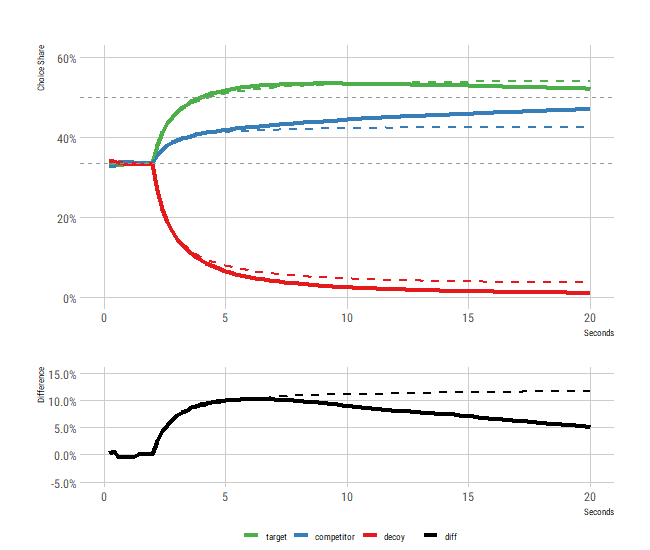 Choice Share
60%
40%
20%
0%
0 5 10 15 20
Seconds
Difference
15.0%
10.0%
5.0%
0.0%
-5.0%
0 5 10 15 20
Seconds
target competitor decoy diff